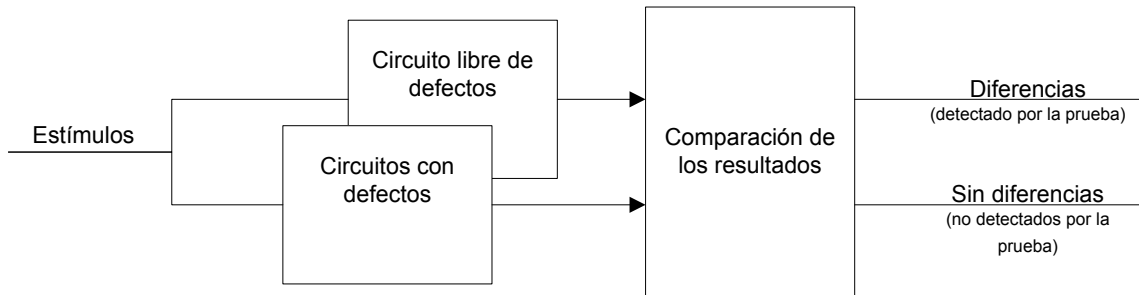 Estímulos
Circuito libre de
defectos
Circuitos con
defectos
Comparación de
los resultados
Diferencias
(detectado por la prueba)
Sin diferencias
(no detectados por la
prueba)